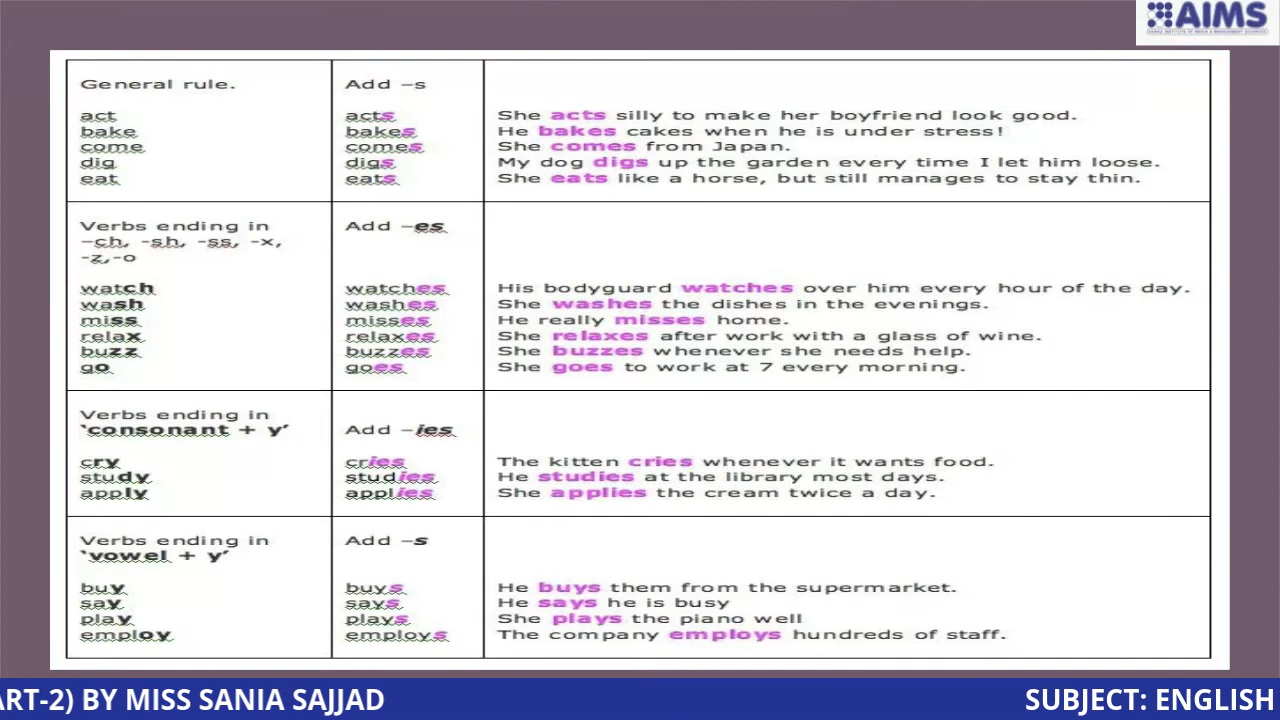 AIMS
General rule.
Add –s
act
acts
She acts silly to make her boyfriend look good.
bake
bakes
He bakes cakes when he is under stress!
come
comes
She comes from Japan.
dig
digs
My dog digs up the garden every time I let him loose.
eat
eats
She eats like a horse, but still manages to stay thin.
Verbs ending in
–ch, -sh, -ss, -x,
-z,-o
Add –es
watch
watches
His bodyguard watches over him every hour of the day.
wash
washes
She washes the dishes in the evenings.
miss
misses
He really misses home.
relax
relaxes
She relaxes after work with a glass of wine.
buzz
buzzes
She buzzes whenever she needs help.
go
goes
She goes to work at 7 every morning.
Verbs ending in
‘consonant + y’
Add –ies
cry
cries
The kitten cries whenever it wants food.
study
studies
He studies at the library most days.
apply
applies
She applies the cream twice a day.
Verbs ending in
‘vowel + y’
Add –s
buy
buys
He buys them from the supermarket.
say
says
He says he is busy
play
plays
She plays the piano well
employ
employs
The company employs hundreds of staff.
ART-2) BY MISS SANIA SAJJAD
SUBJECT: ENGLISH